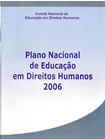 Comitê Nacional de
Educação em Direitos Humanos
Plano Nacional
de Educação
em Direitos Humanos
2006